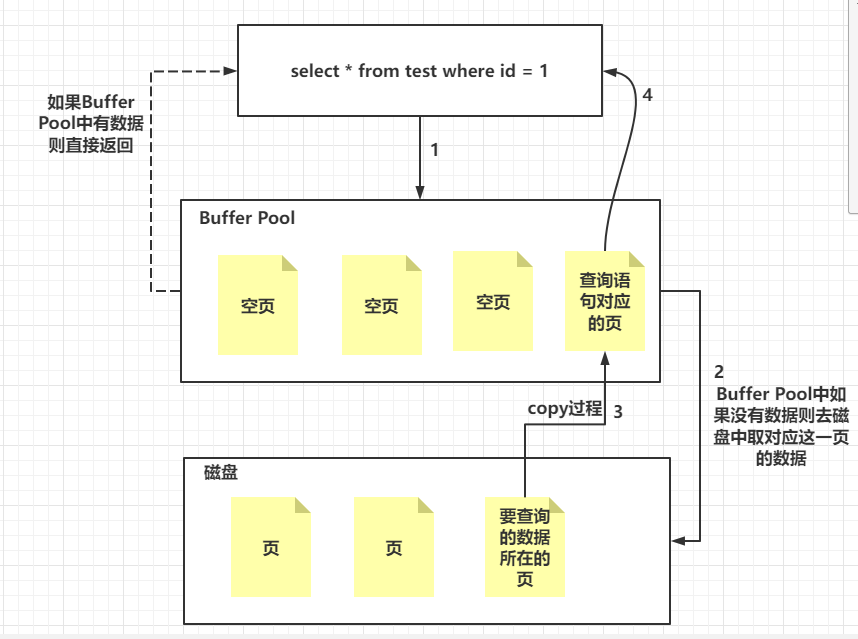 select * from test where id = 1
4
如果Buffer
Pool中有数据
则直接返回
1
Buffer Pool
空页
空页
空页
查询语
句对应
的页
2
Buffer Pool中如
果没有数据则去磁
盘中取对应这一页
的数据
copy过程
3
磁盘
页
页
要查询
的数据
所在的
页